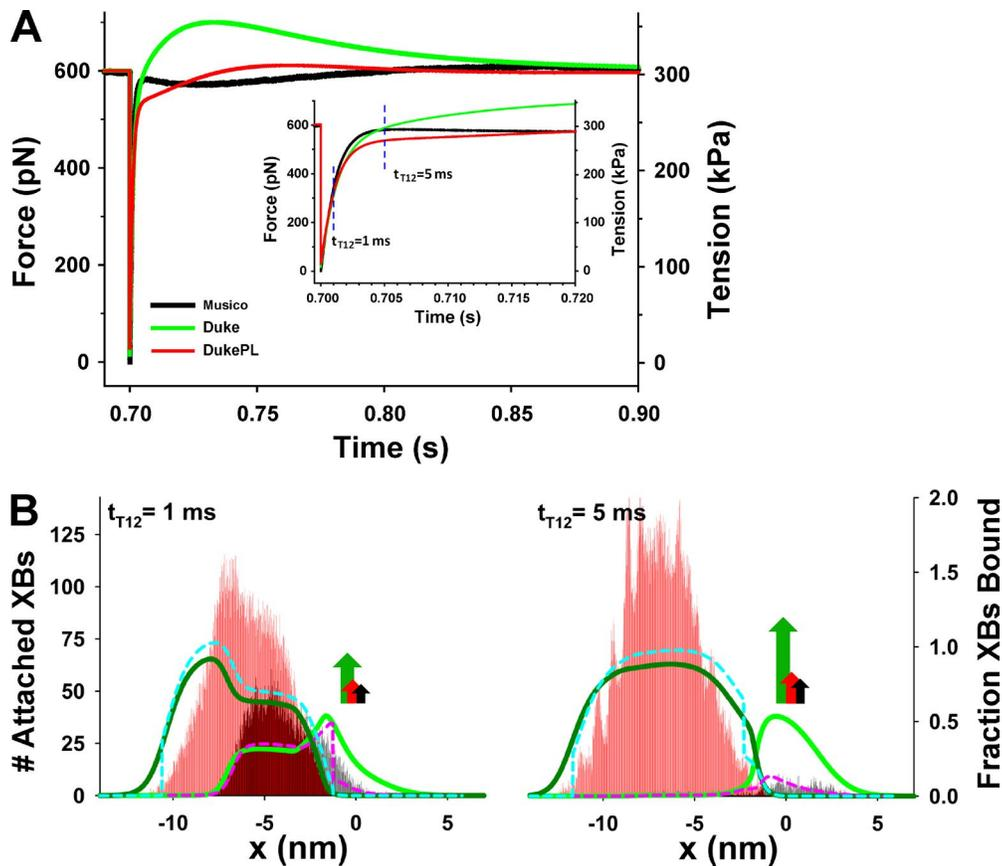 A
600
400
200
0
Force (pN)
300
200
100
0
Tension (kPa)
Musico
Duke
DukePL
600
400
200
0
Force (pN)
300
200
100
0
Tension (kPa)
tT12=5 ms
tT12=1 ms
0.700 0.705 0.710 0.715 0.720
Time (s)
0.70 0.75 0.80 0.85 0.90
Time (s)
B
tT12= 1 ms
tT12= 5 ms
125
100
75
50
25
0
# Attached XBs
2.0
1.5
1.0
0.5
0.0
Fraction XBs Bound
-10 -5 0 5
-10 -5 0 5
x (nm)
x (nm)